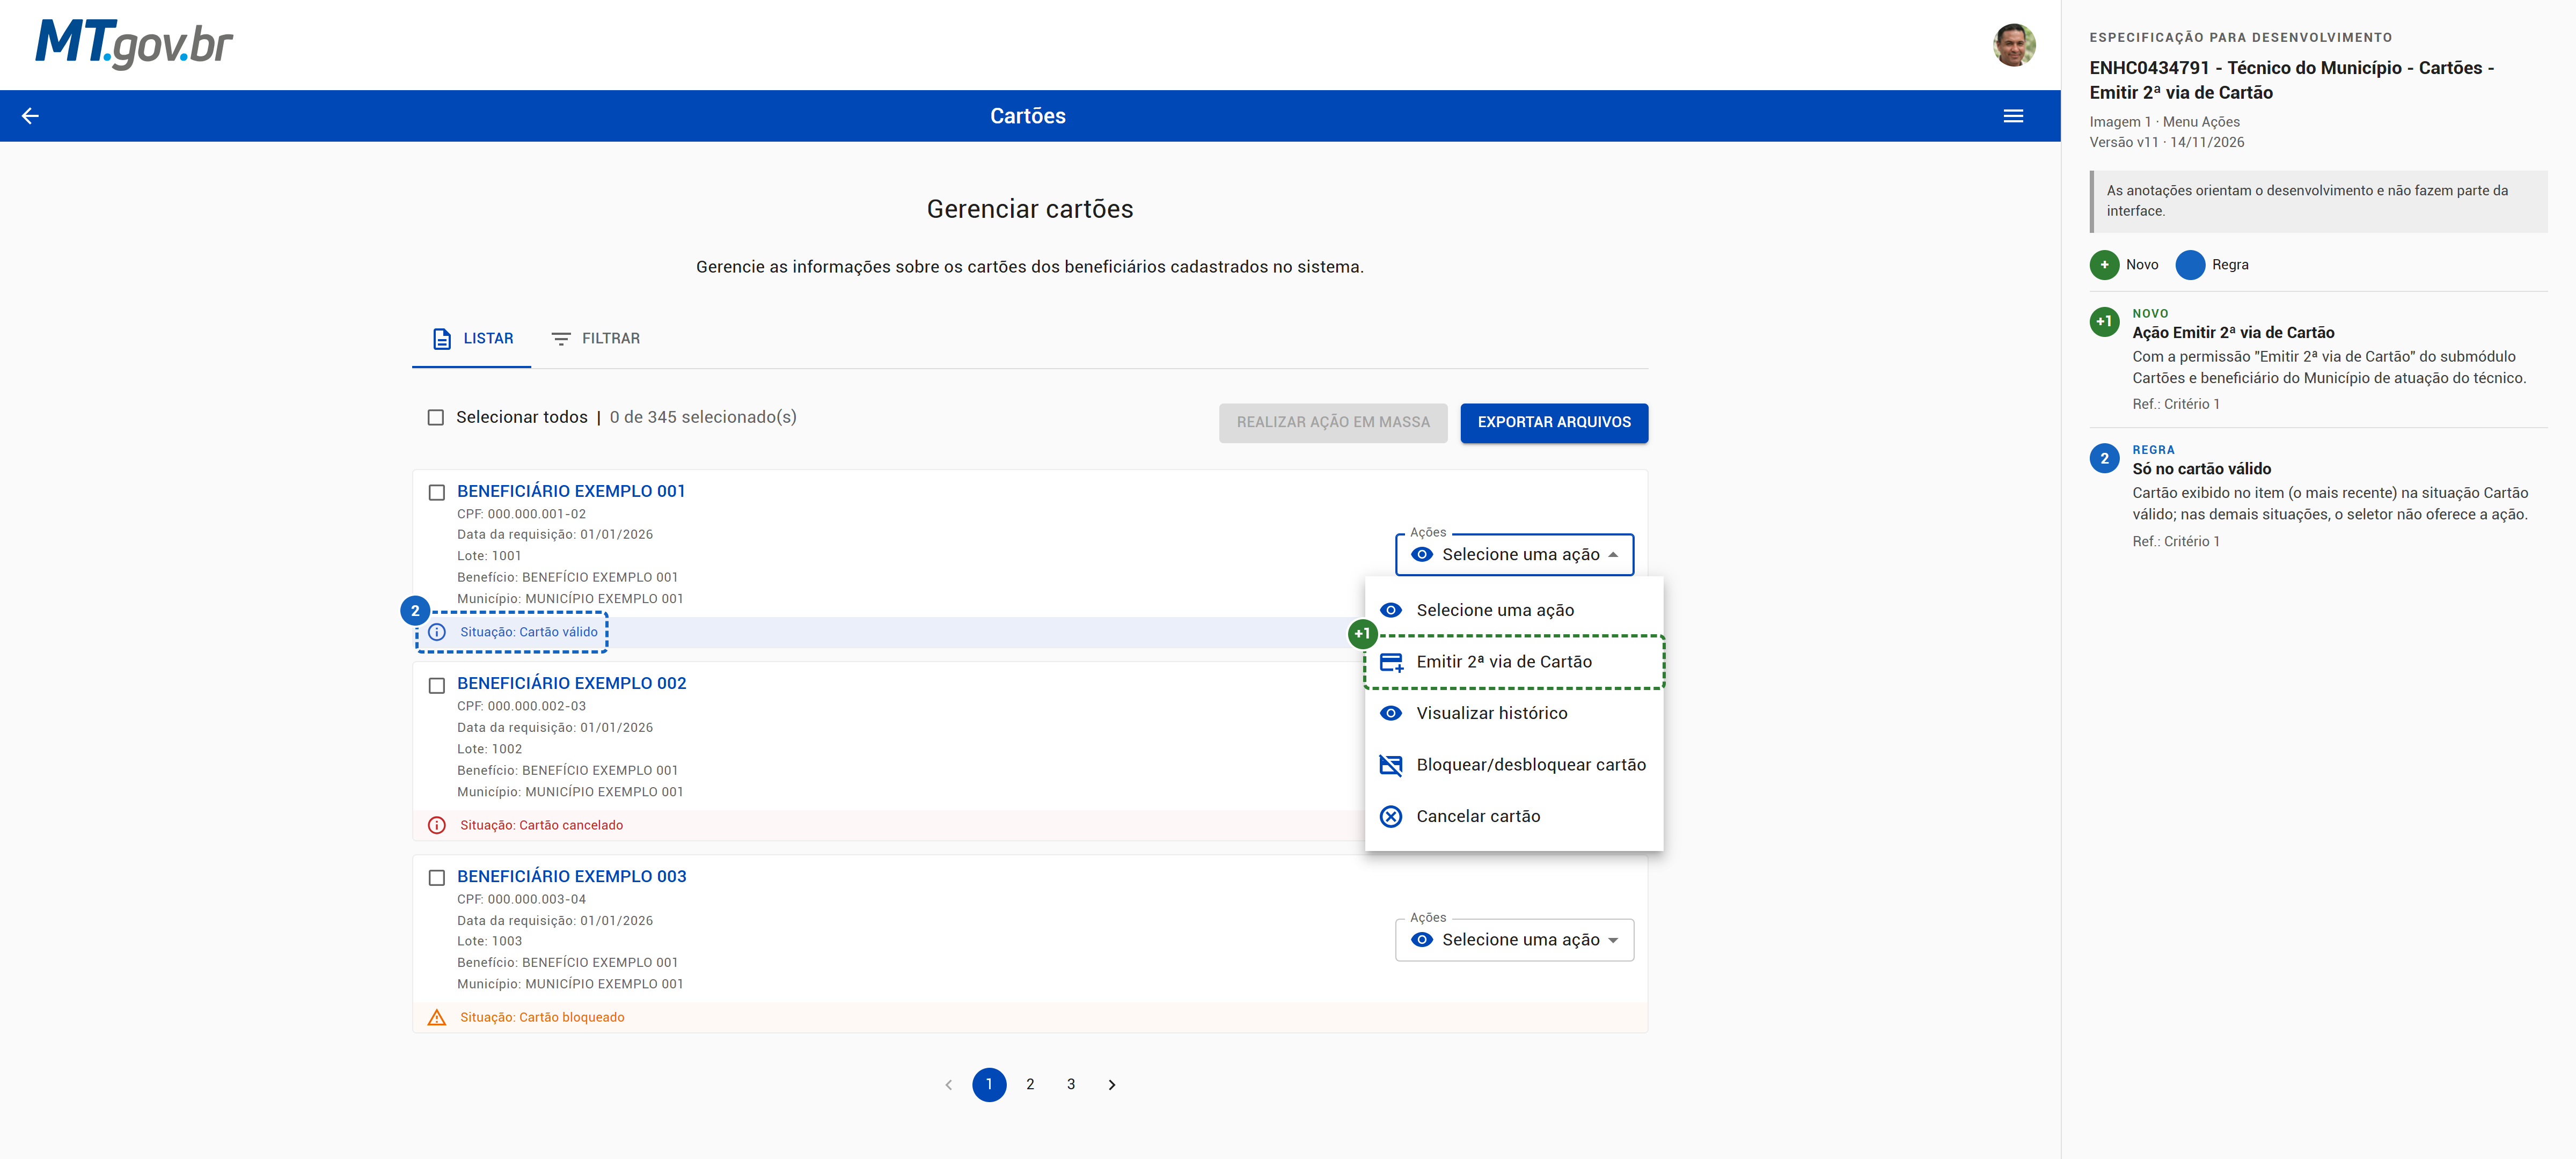 MT.gov.br
Cartões
Gerenciar cartões
Gerencie as informações sobre os cartões dos beneficiários cadastrados no sistema.
LISTAR
FILTRAR
Selecionar todos | 0 de 345 selecionado(s)
REALIZAR AÇÃO EM MASSA
EXPORTAR ARQUIVOS
BENEFICIÁRIO EXEMPLO 001
CPF: 000.000.001-02
Data da requisição: 01/01/2026
Lote: 1001
Benefício: BENEFÍCIO EXEMPLO 001
Município: MUNICÍPIO EXEMPLO 001
2
Situação: Cartão válido
Ações
Selecione uma ação
Selecione uma ação
+1
Emitir 2ª via de Cartão
Visualizar histórico
Bloquear/desbloquear cartão
Cancelar cartão
BENEFICIÁRIO EXEMPLO 002
CPF: 000.000.002-03
Data da requisição: 01/01/2026
Lote: 1002
Benefício: BENEFÍCIO EXEMPLO 001
Município: MUNICÍPIO EXEMPLO 001
Situação: Cartão cancelado
BENEFICIÁRIO EXEMPLO 003
CPF: 000.000.003-04
Data da requisição: 01/01/2026
Lote: 1003
Benefício: BENEFÍCIO EXEMPLO 001
Município: MUNICÍPIO EXEMPLO 001
Ações
Selecione uma ação
Situação: Cartão bloqueado
1 2 3
ESPECIFICAÇÃO PARA DESENVOLVIMENTO
ENHC0434791 - Técnico do Município - Cartões -
Emitir 2ª via de Cartão
Imagem 1 · Menu Ações
Versão v11 · 14/11/2026
As anotações orientam o desenvolvimento e não fazem parte da
interface.
+ Novo
Regra
+1
NOVO
Ação Emitir 2ª via de Cartão
Com a permissão "Emitir 2ª via de Cartão" do submódulo
Cartões e beneficiário do Município de atuação do técnico.
Ref.: Critério 1
2
REGRA
Só no cartão válido
Cartão exibido no item (o mais recente) na situação Cartão
válido; nas demais situações, o seletor não oferece a ação.
Ref.: Critério 1